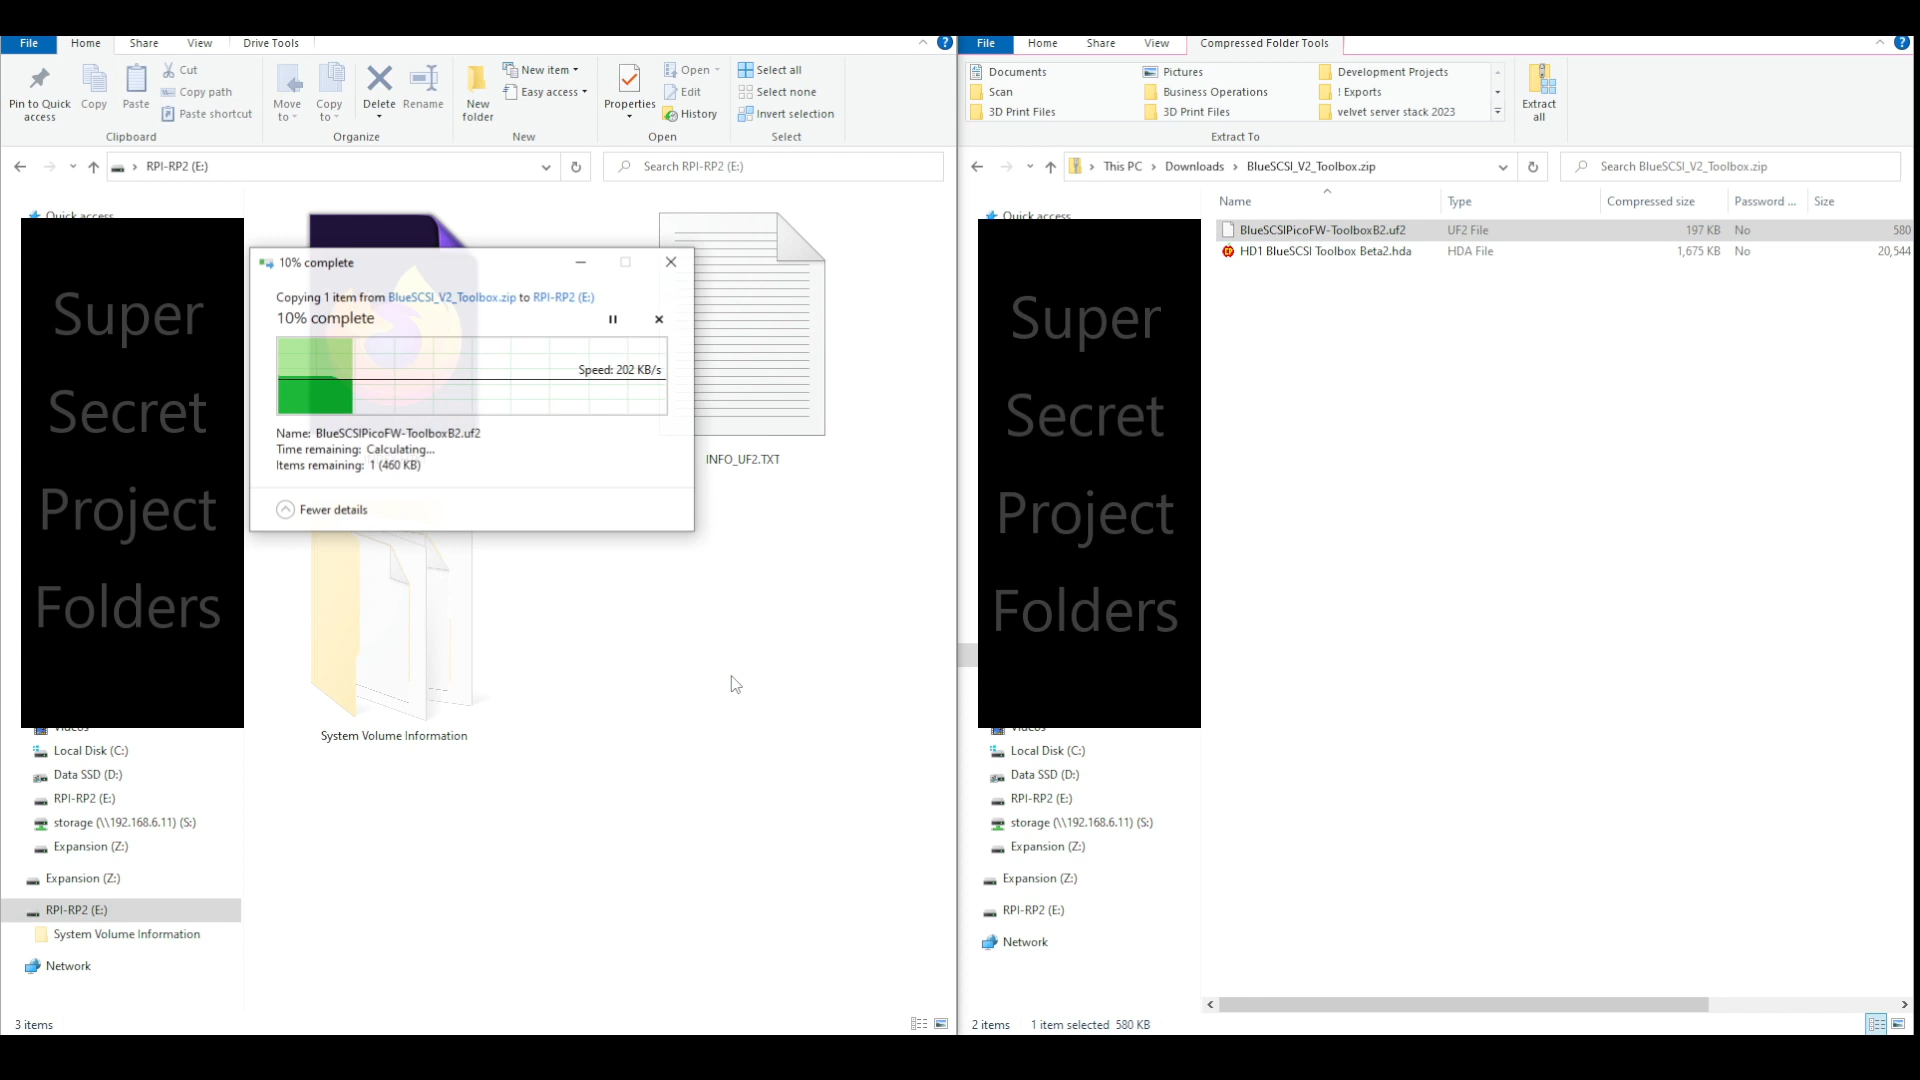 File Home Share View Drive Tools
Pin to Quick access
Copy
Paste
Cut
Copy path
Paste shortcut
Clipboard
Move to
Copy to
Delete
Rename
Organize
New folder
New item
Easy access
New
Properties
Open
Edit
History
Open
Select all
Select none
Invert selection
Select
RPI-RP2 (E:)
Search RPI-RP2 (E:)
Quick access
Super
Secret
Project
Folders
10% complete
Copying 1 item from BlueSCSI_V2_Toolbox.zip to RPI-RP2 (E:)
10% complete
Speed: 202 KB/s
Name: BlueSCSIPicoFW-ToolboxB2.uf2
Time remaining: Calculating...
Items remaining: 1 (460 KB)
Fewer details
INFO_UF2.TXT
System Volume Information
Videos
Local Disk (C:)
Data SSD (D:)
RPI-RP2 (E:)
storage (\\192.168.6.11) (S:)
Expansion (Z:)
Expansion (Z:)
RPI-RP2 (E:)
System Volume Information
Network
3 items
File Home Share View Compressed Folder Tools
Documents Pictures Development Projects
Scan Business Operations ! Exports
3D Print Files 3D Print Files velvet server stack 2023
Extract To
Extract all
This PC Downloads BlueSCSI_V2_Toolbox.zip
Search BlueSCSI_V2_Toolbox.zip
Quick access
Name Type Compressed size Password ... Size
BlueSCSIPicoFW-ToolboxB2.uf2 UF2 File 197 KB No 580
HD1 BlueSCSI Toolbox Beta2.hda HDA File 1,675 KB No 20,544
Super
Secret
Project
Folders
Videos
Local Disk (C:)
Data SSD (D:)
RPI-RP2 (E:)
storage (\\192.168.6.11) (S:)
Expansion (Z:)
Expansion (Z:)
RPI-RP2 (E:)
Network
2 items 1 item selected 580 KB